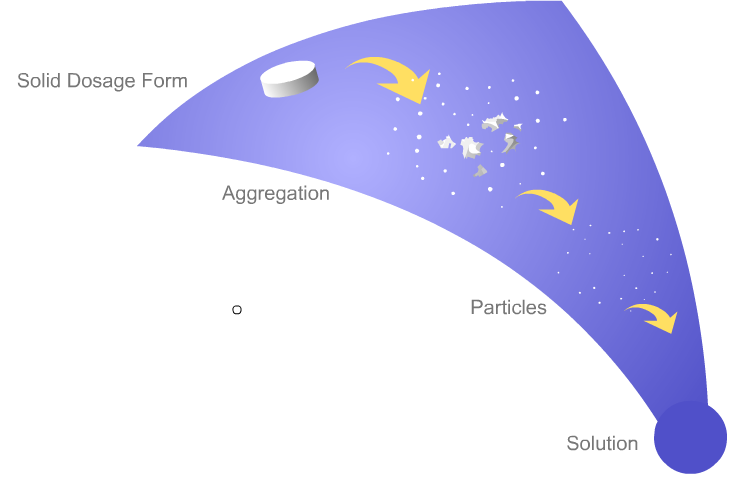 Solid Dosage Form
Aggregation
Particles
Solution